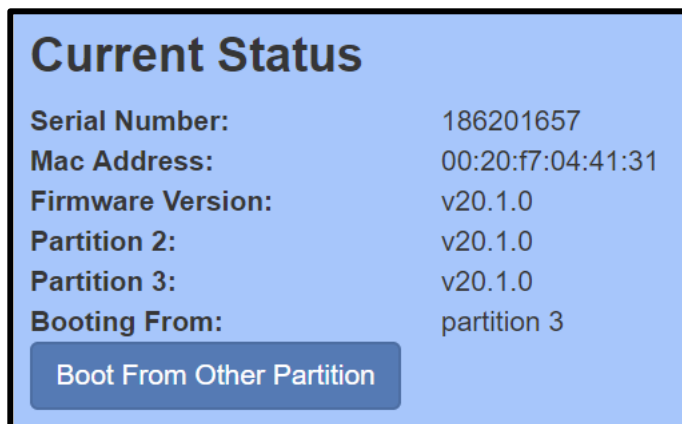 Current Status
Serial Number: 186201657
Mac Address: 00:20:f7:04:41:31
Firmware Version: v20.1.0
Partition 2: v20.1.0
Partition 3: v20.1.0
Booting From: partition 3
Boot From Other Partition